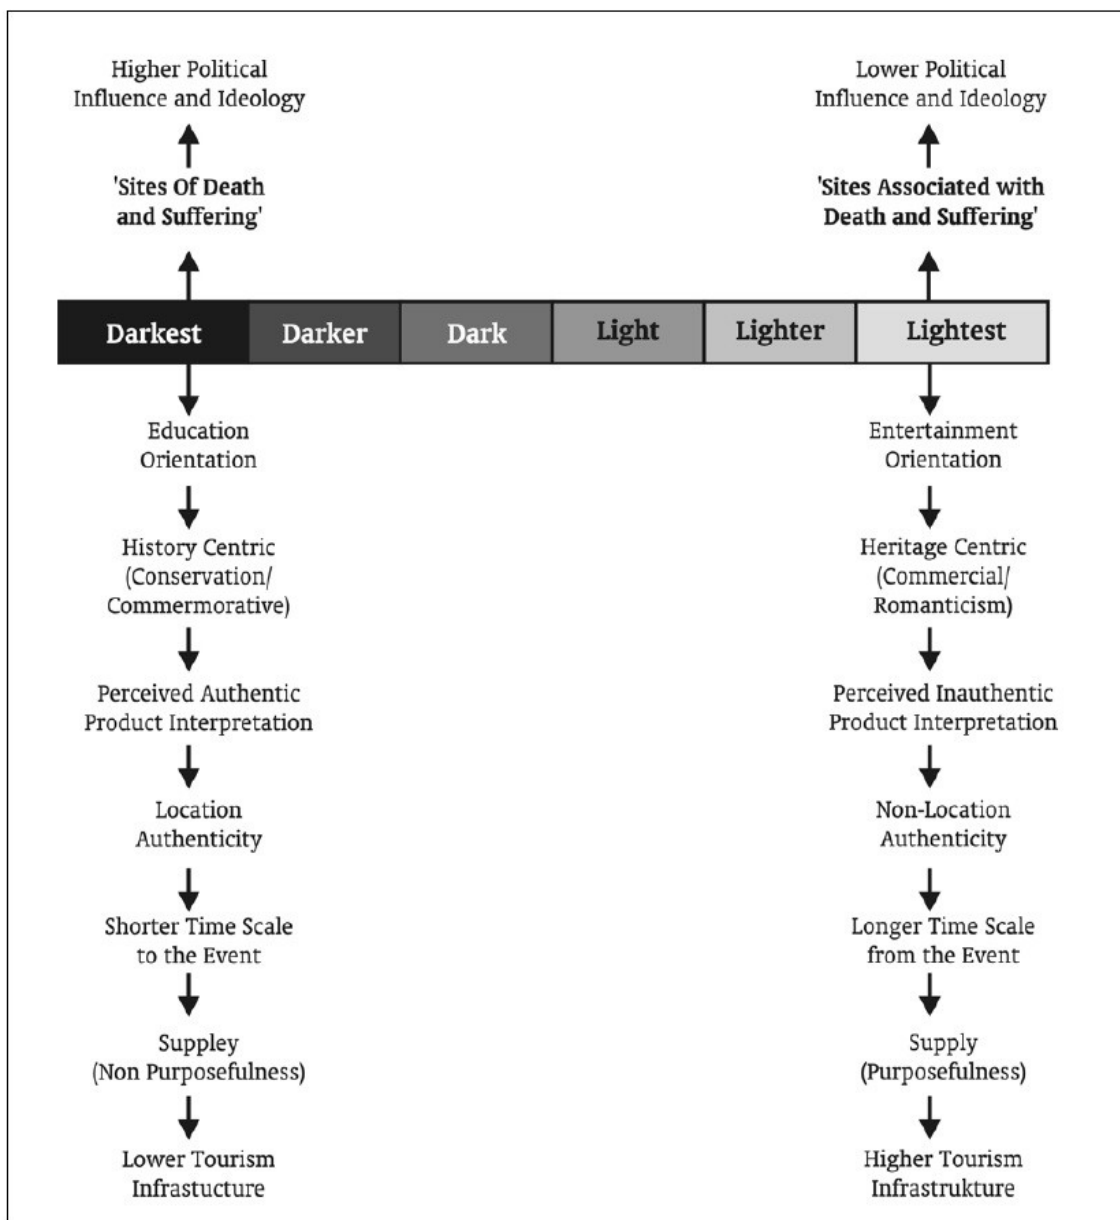 Higher Political
Influence and Ideology
Lower Political
Influence and Ideology
'Sites Of Death
and Suffering'
'Sites Associated with
Death and Suffering'
Darkest
Darker
Dark
Light
Lighter
Lightest
Education
Orientation
History Centric
(Conservation/
Commermorative)
Perceived Authentic
Product Interpretation
Location
Authenticity
Shorter Time Scale
to the Event
Suppley
(Non Purposefulness)
Lower Tourism
Infrastucture
Entertainment
Orientation
Heritage Centric
(Commercial/
Romanticism)
Perceived Inauthentic
Product Interpretation
Non-Location
Authenticity
Longer Time Scale
from the Event
Supply
(Purposefulness)
Higher Tourism
Infrastrukture